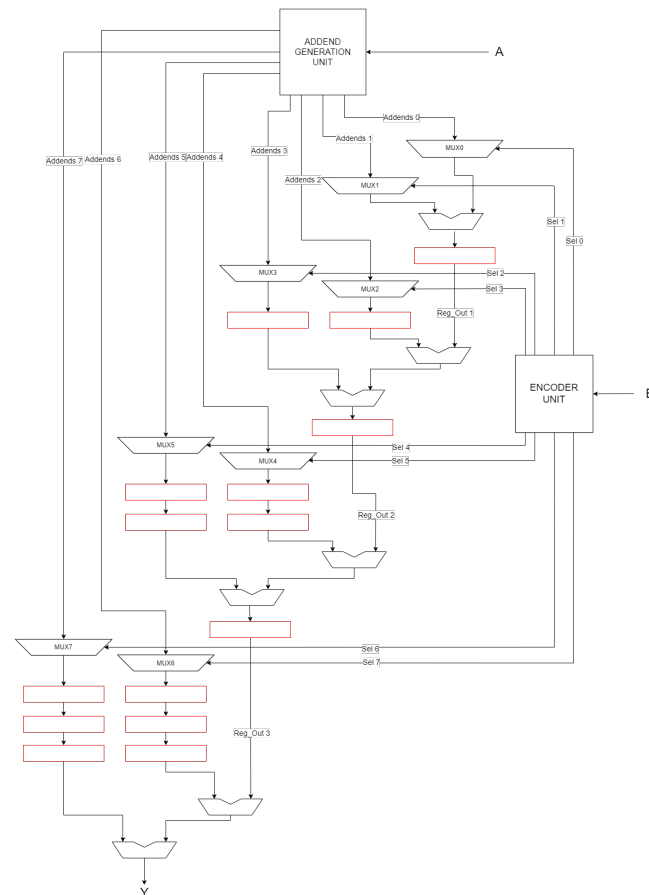 ADDEND
GENERATION
UNIT
A
Addends 0
Addends 1
Addends 3
Addends 2
Addends 7
Addends 6
Addends 5
Addends 4
MUX0
MUX1
Sel 1
Sel 0
MUX3
Sel 2
MUX2
Sel 3
Reg_Out 1
ENCODER
UNIT
MUX5
Sel 4
MUX4
Sel 5
Reg_Out 2
MUX7
Sel 6
MUX6
Sel 7
Reg_Out 3
Y